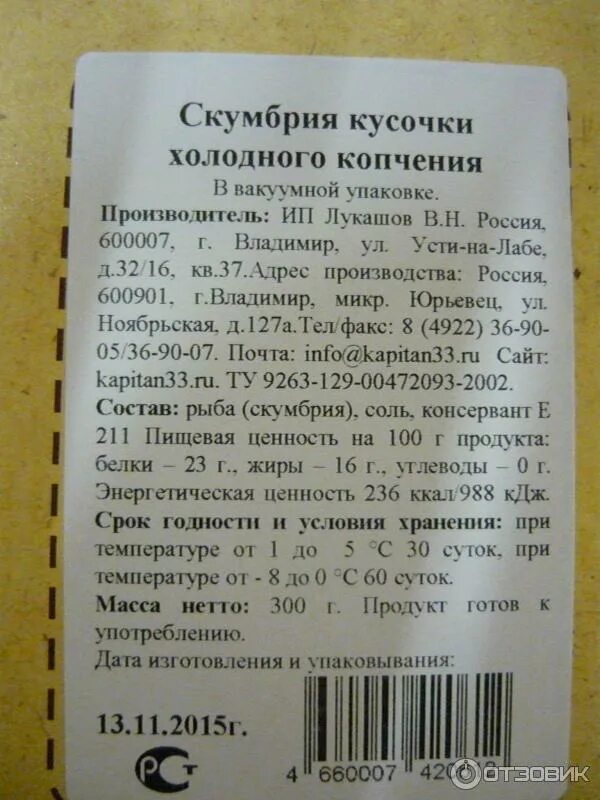 Скумбрия кусочки
холодного копчения
В вакуумной упаковке.
Производитель: ИП Лукашов В.Н. Россия,
600007, г. Владимир, ул. Усти-на-Лабе,
д.32/16, кв.37.Адрес производства: Россия,
600901, г.Владимир, микр. Юрьевец, ул.
Ноябрьская, д.127а.Тел/факс: 8 (4922) 36-90-
05/36-90-07. Почта: info@kapitan33.ru Сайт:
kapitan33.ru. ТУ 9263-129-00472093-2002.
Состав: рыба (скумбрия), соль, консервант Е
211 Пищевая ценность на 100 г продукта:
белки – 23 г., жиры – 16 г., углеводы – 0 г.
Энергетическая ценность 236 ккал/988 кДж.
Срок годности и условия хранения: при
температуре от 1 до 5 °С 30 суток, при
температуре от - 8 до 0 °С 60 суток.
Масса нетто: 300 г. Продукт готов к
употреблению.
Дата изготовления и упаковывания:
13.11.2015г.
РСТ
4 660007
ОТЗОВИК